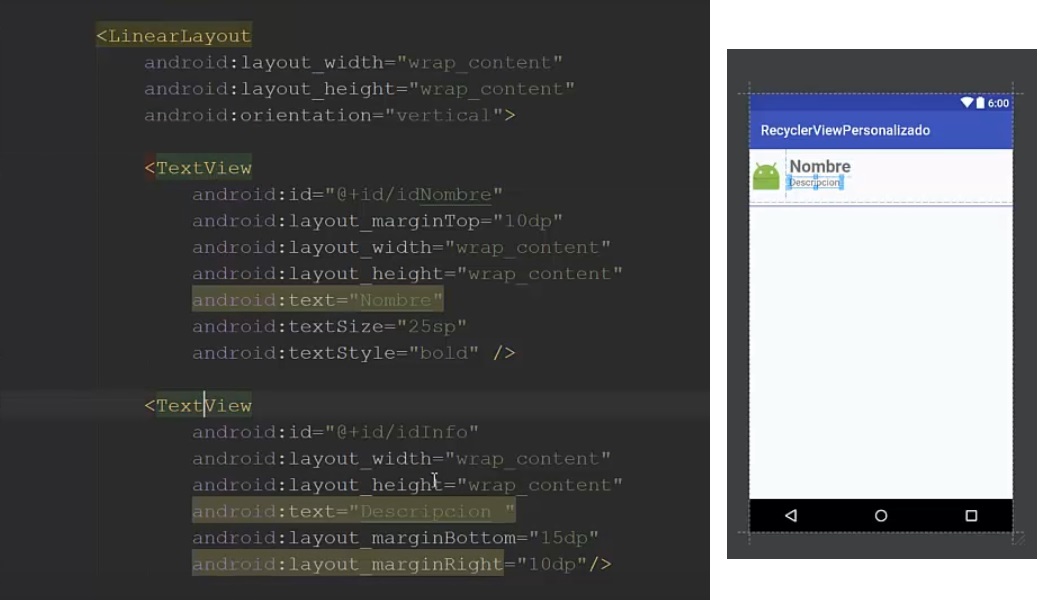 <LinearLayout
android:layout_width="wrap_content"
android:layout_height="wrap_content"
android:orientation="vertical">
<TextView
android:id="@+id/idNombre"
android:layout_marginTop="10dp"
android:layout_width="wrap_content"
android:layout_height="wrap_content"
android:text="Nombre"
android:textSize="25sp"
android:textStyle="bold" />
<TextView
android:id="@+id/idInfo"
android:layout_width="wrap_content"
android:layout_height="wrap_content"
android:text="Descripcion "
android:layout_marginBottom="15dp"
android:layout_marginRight="10dp"/>
6:00
RecyclerViewPersonalizado
Nombre
Descripcion